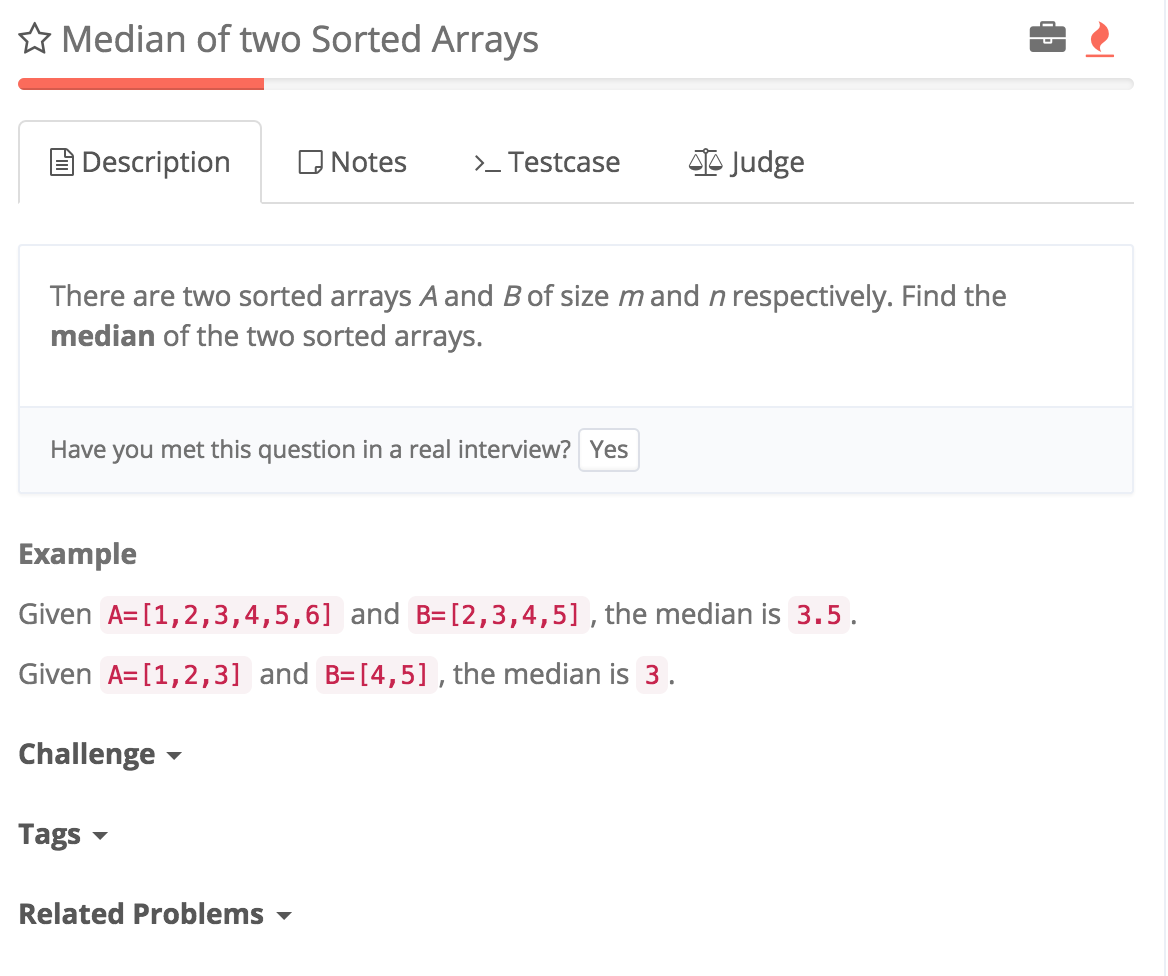 Median of two Sorted Arrays
Description Notes >_ Testcase Judge
There are two sorted arrays A and B of size m and n respectively. Find the
median of the two sorted arrays.
Have you met this question in a real interview? Yes
Example
Given A=[1,2,3,4,5,6] and B=[2,3,4,5], the median is 3.5.
Given A=[1,2,3] and B=[4,5], the median is 3.
Challenge
Tags
Related Problems